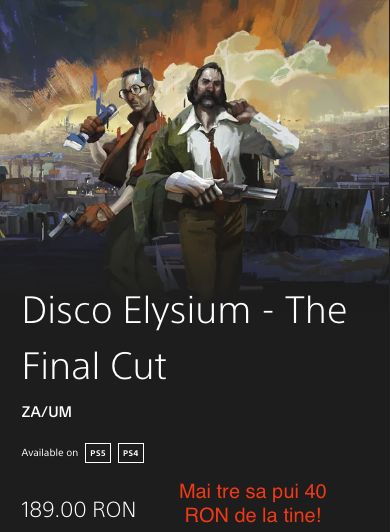 Disco Elysium - The
Final Cut
ZA/UM
Available on PS5 PS4
Mai tre sa pui 40
RON de la tine!
189.00 RON